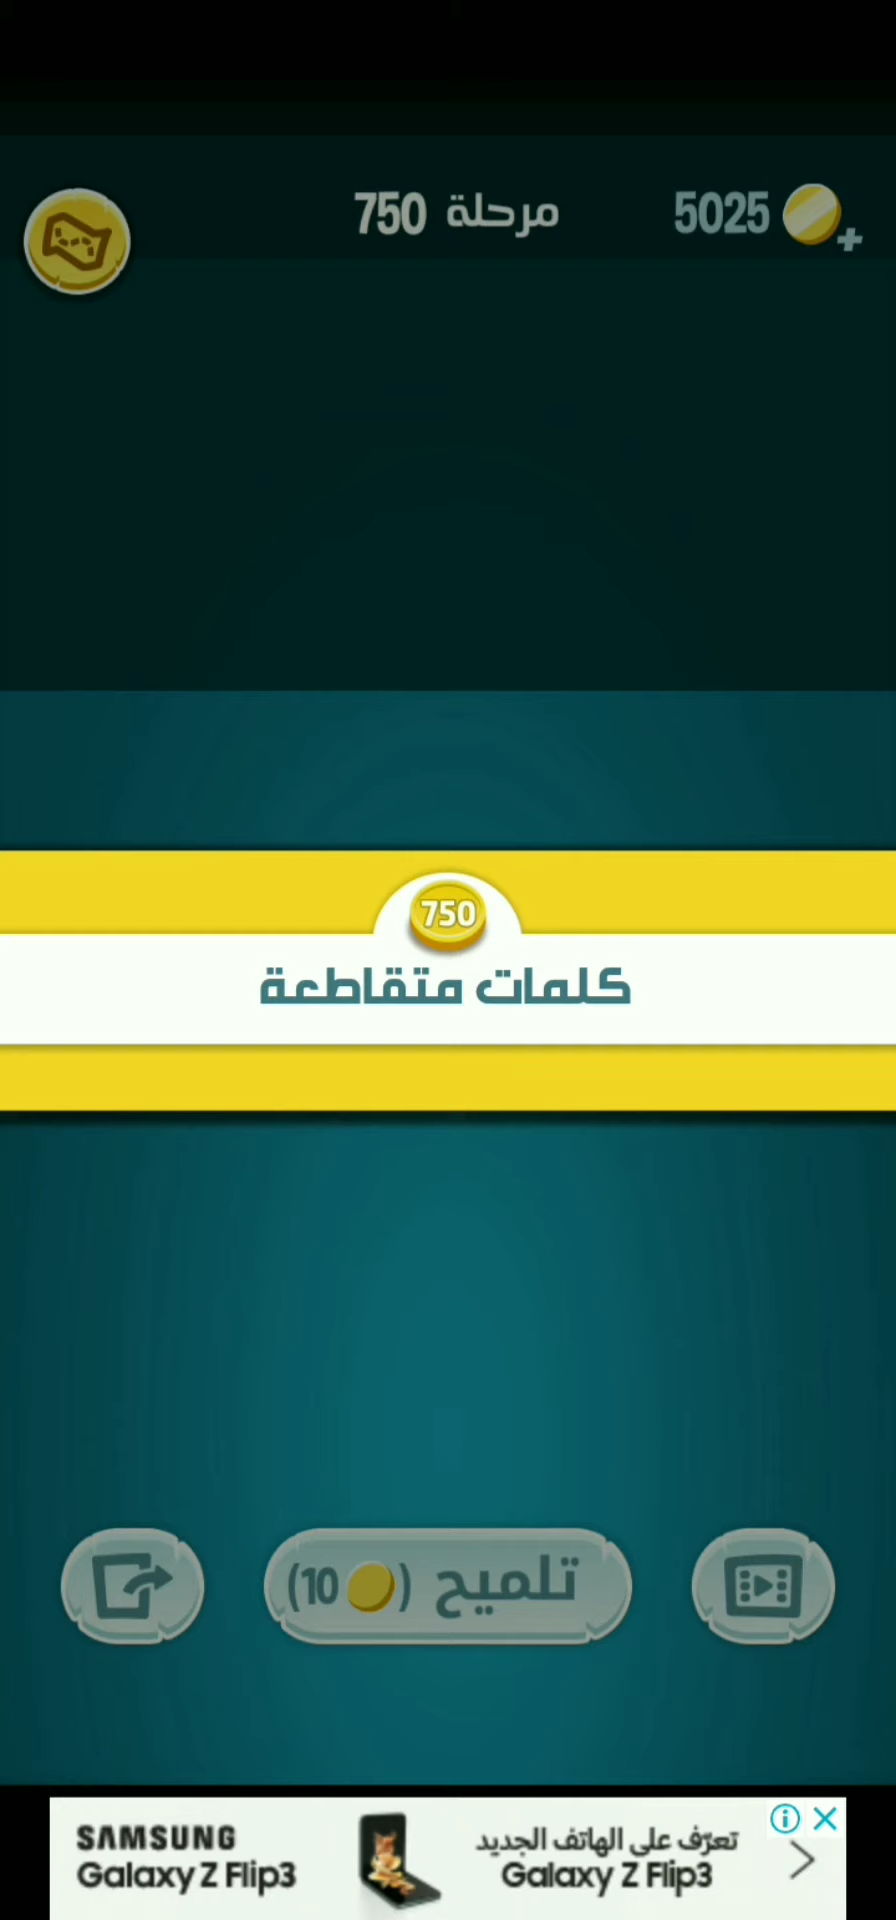 مرحلة 750
5025
750
كلمات متقاطعة
تلميح (10)
SAMSUNG
Galaxy Z Flip3
تعرّف على الهاتف الجديد
Galaxy Z Flip3